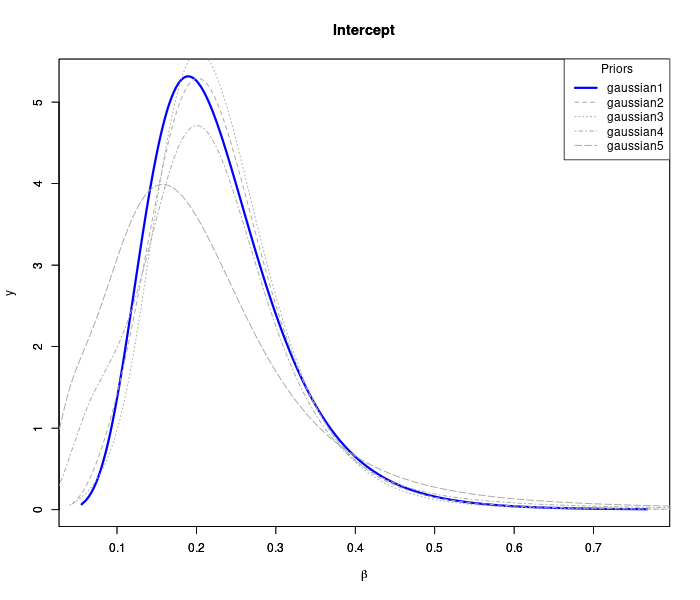 Intercept
Priors
gaussian1
gaussian2
gaussian3
gaussian4
gaussian5
y
5
4
3
2
1
0
0.1 0.2 0.3 0.4 0.5 0.6 0.7
β